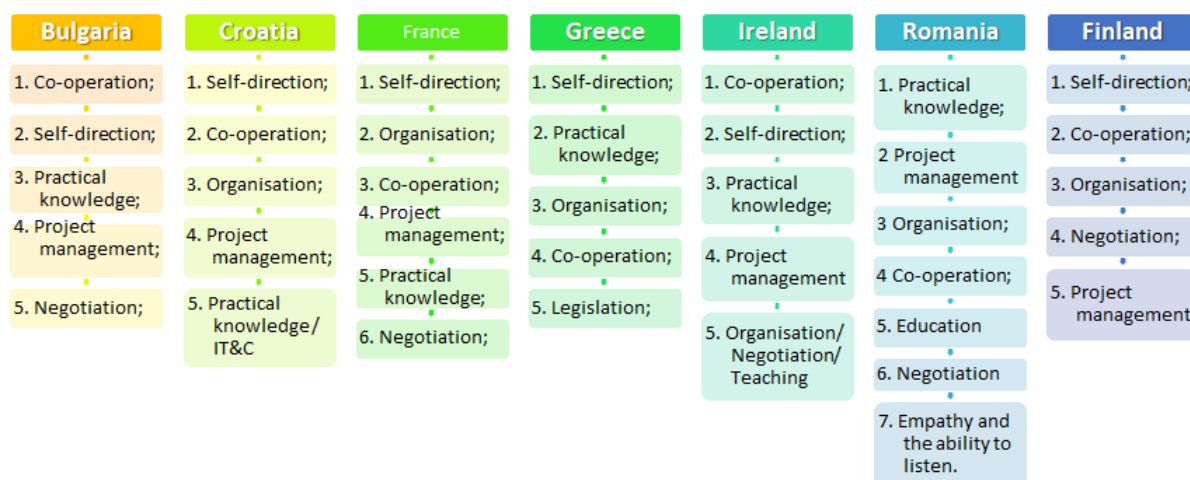 Bulgaria
1. Co-operation;
2. Self-direction;
3. Practical
knowledge;
4. Project
management;
5. Negotiation;
Croatia
1. Self-direction;
2. Co-operation;
3. Organisation;
4. Project
management;
5. Practical
knowledge/
IT&C
France
1. Self-direction;
2. Organisation;
3. Co-operation;
4. Project
management;
5. Practical
knowledge;
6. Negotiation;
Greece
1. Self-direction;
2. Practical
knowledge;
3. Organisation;
4. Co-operation;
5. Legislation;
Ireland
1. Co-operation;
2. Self-direction;
3. Practical
knowledge;
4. Project
management
5. Organisation/
Negotiation/
Teaching
Romania
1. Practical
knowledge;
2 Project
management
3 Organisation;
4 Co-operation;
5. Education
6. Negotiation
7. Empathy and
the ability to
listen.
Finland
1. Self-direction;
2. Co-operation;
3. Organisation;
4. Negotiation;
5. Project
management